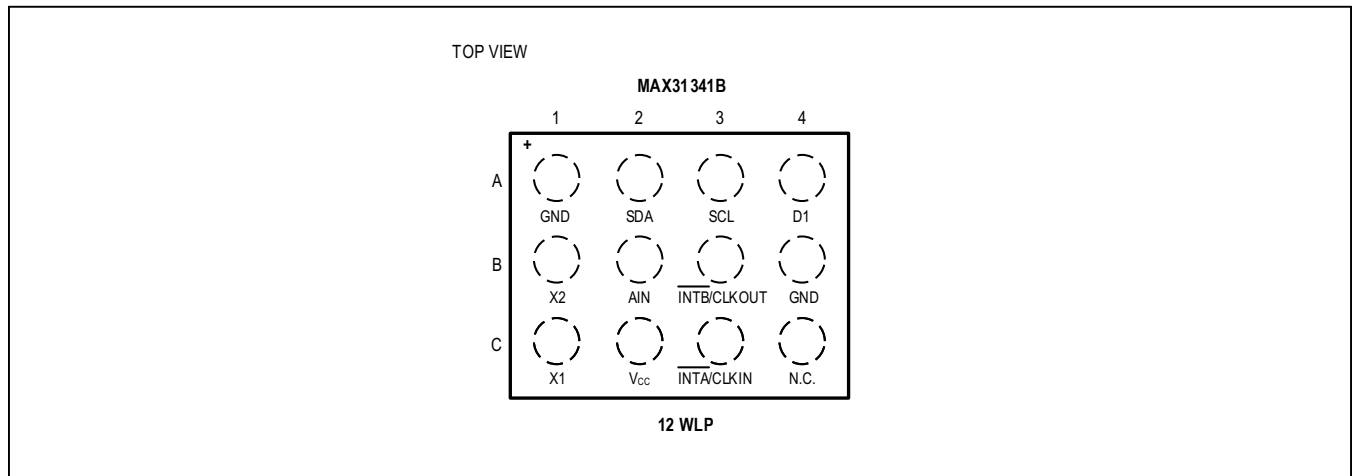 TOP VIEW
MAX31341B
1 2 3 4
+
A
GND SDA SCL D1
B
X2 AIN INTB/CLKOUT GND
C
X1 VCC INTA/CLKIN N.C.
12 WLP